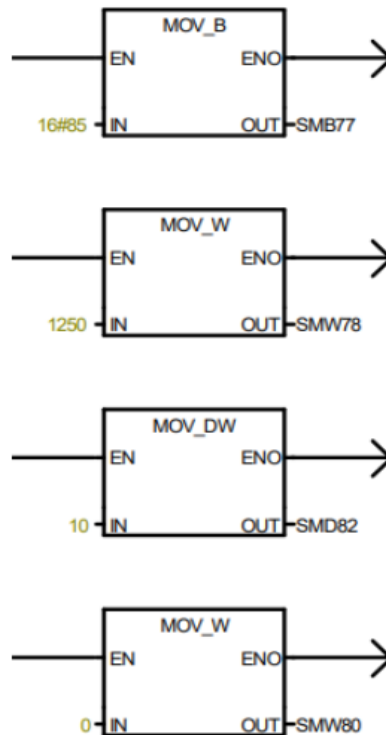 MOV_B
EN ENO
16#85 IN OUT SMB77
MOV_W
EN ENO
1250 IN OUT SMW78
MOV_DW
EN ENO
10 IN OUT SMD82
MOV_W
EN ENO
0 IN OUT SMW80